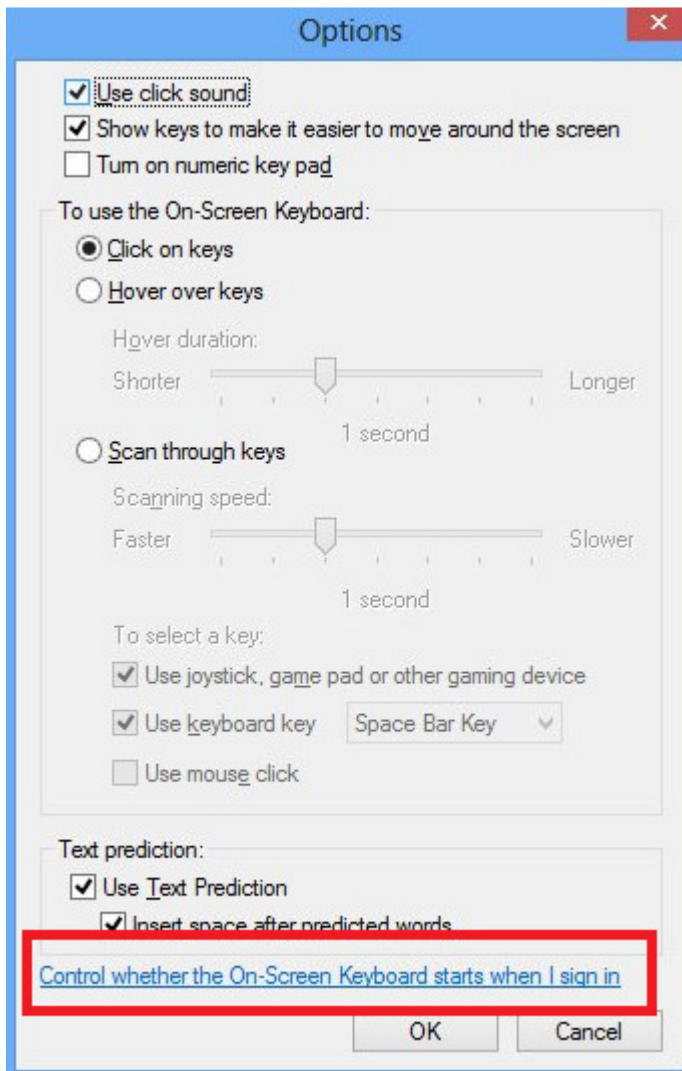 Options
Use click sound
Show keys to make it easier to move around the screen
Turn on numeric key pad
To use the On-Screen Keyboard:
Click on keys
Hover over keys
Hover duration:
Shorter Longer
1 second
Scan through keys
Scanning speed:
Faster Slower
1 second
To select a key:
Use joystick, game pad or other gaming device
Use keyboard key Space Bar Key
Use mouse click
Text prediction:
Use Text Prediction
Insert space after predicted words
Control whether the On-Screen Keyboard starts when I sign in
OK Cancel